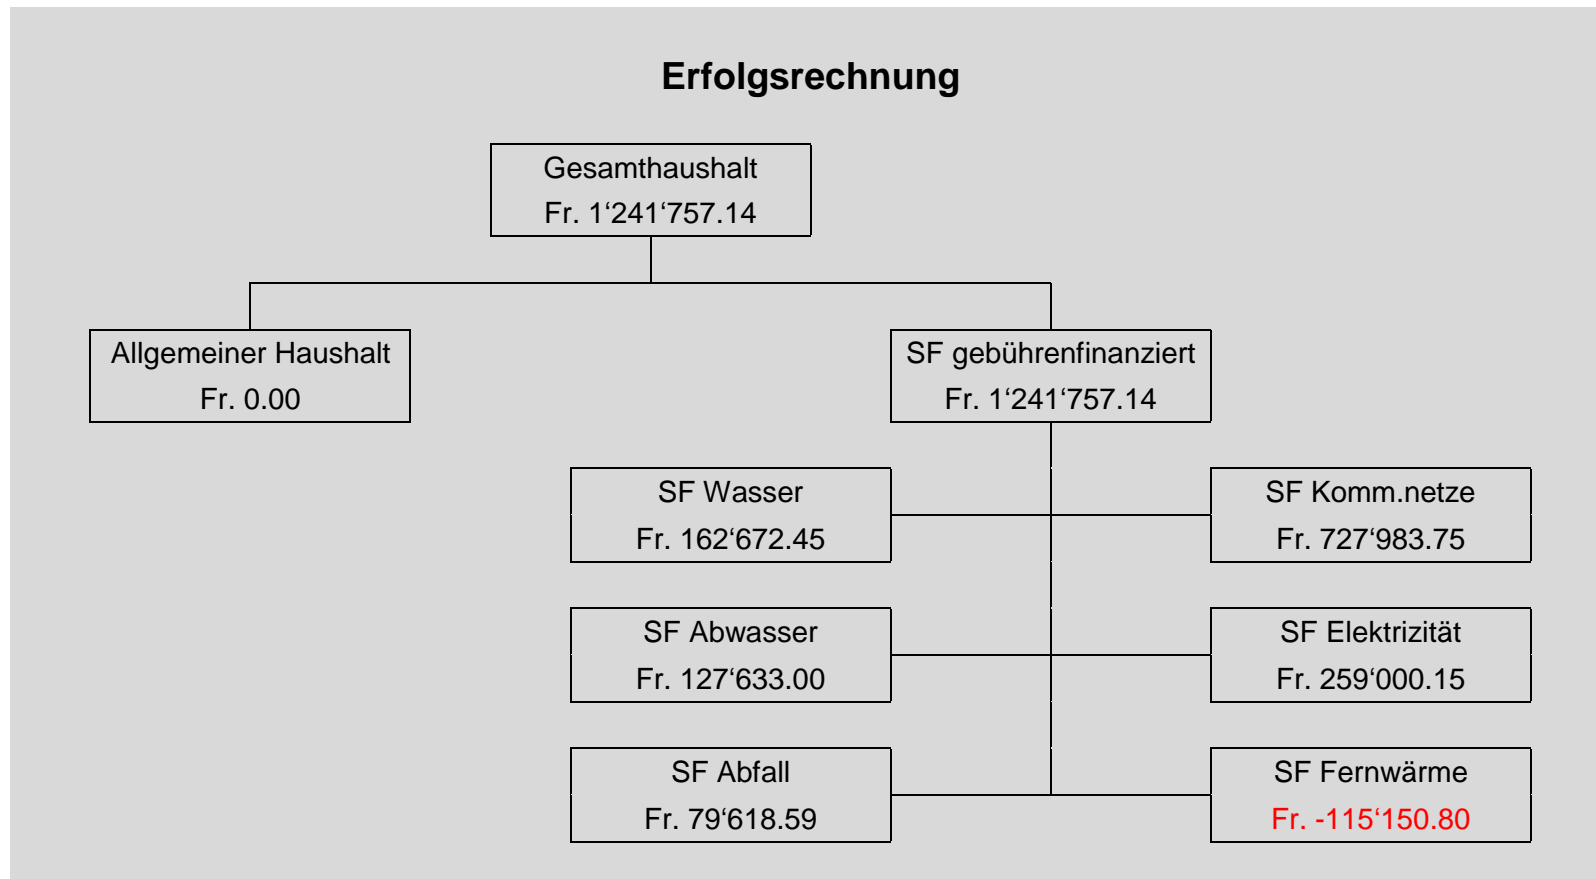 Erfolgsrechnung
Gesamthaushalt
Fr. 1‘241‘757.14
Allgemeiner Haushalt
Fr. 0.00
SF gebührenfinanziert
Fr. 1‘241‘757.14
SF Wasser
Fr. 162‘672.45
SF Komm.netze
Fr. 727‘983.75
SF Abwasser
Fr. 127‘633.00
SF Elektrizität
Fr. 259‘000.15
SF Abfall
Fr. 79‘618.59
SF Fernwärme
Fr. -115‘150.80